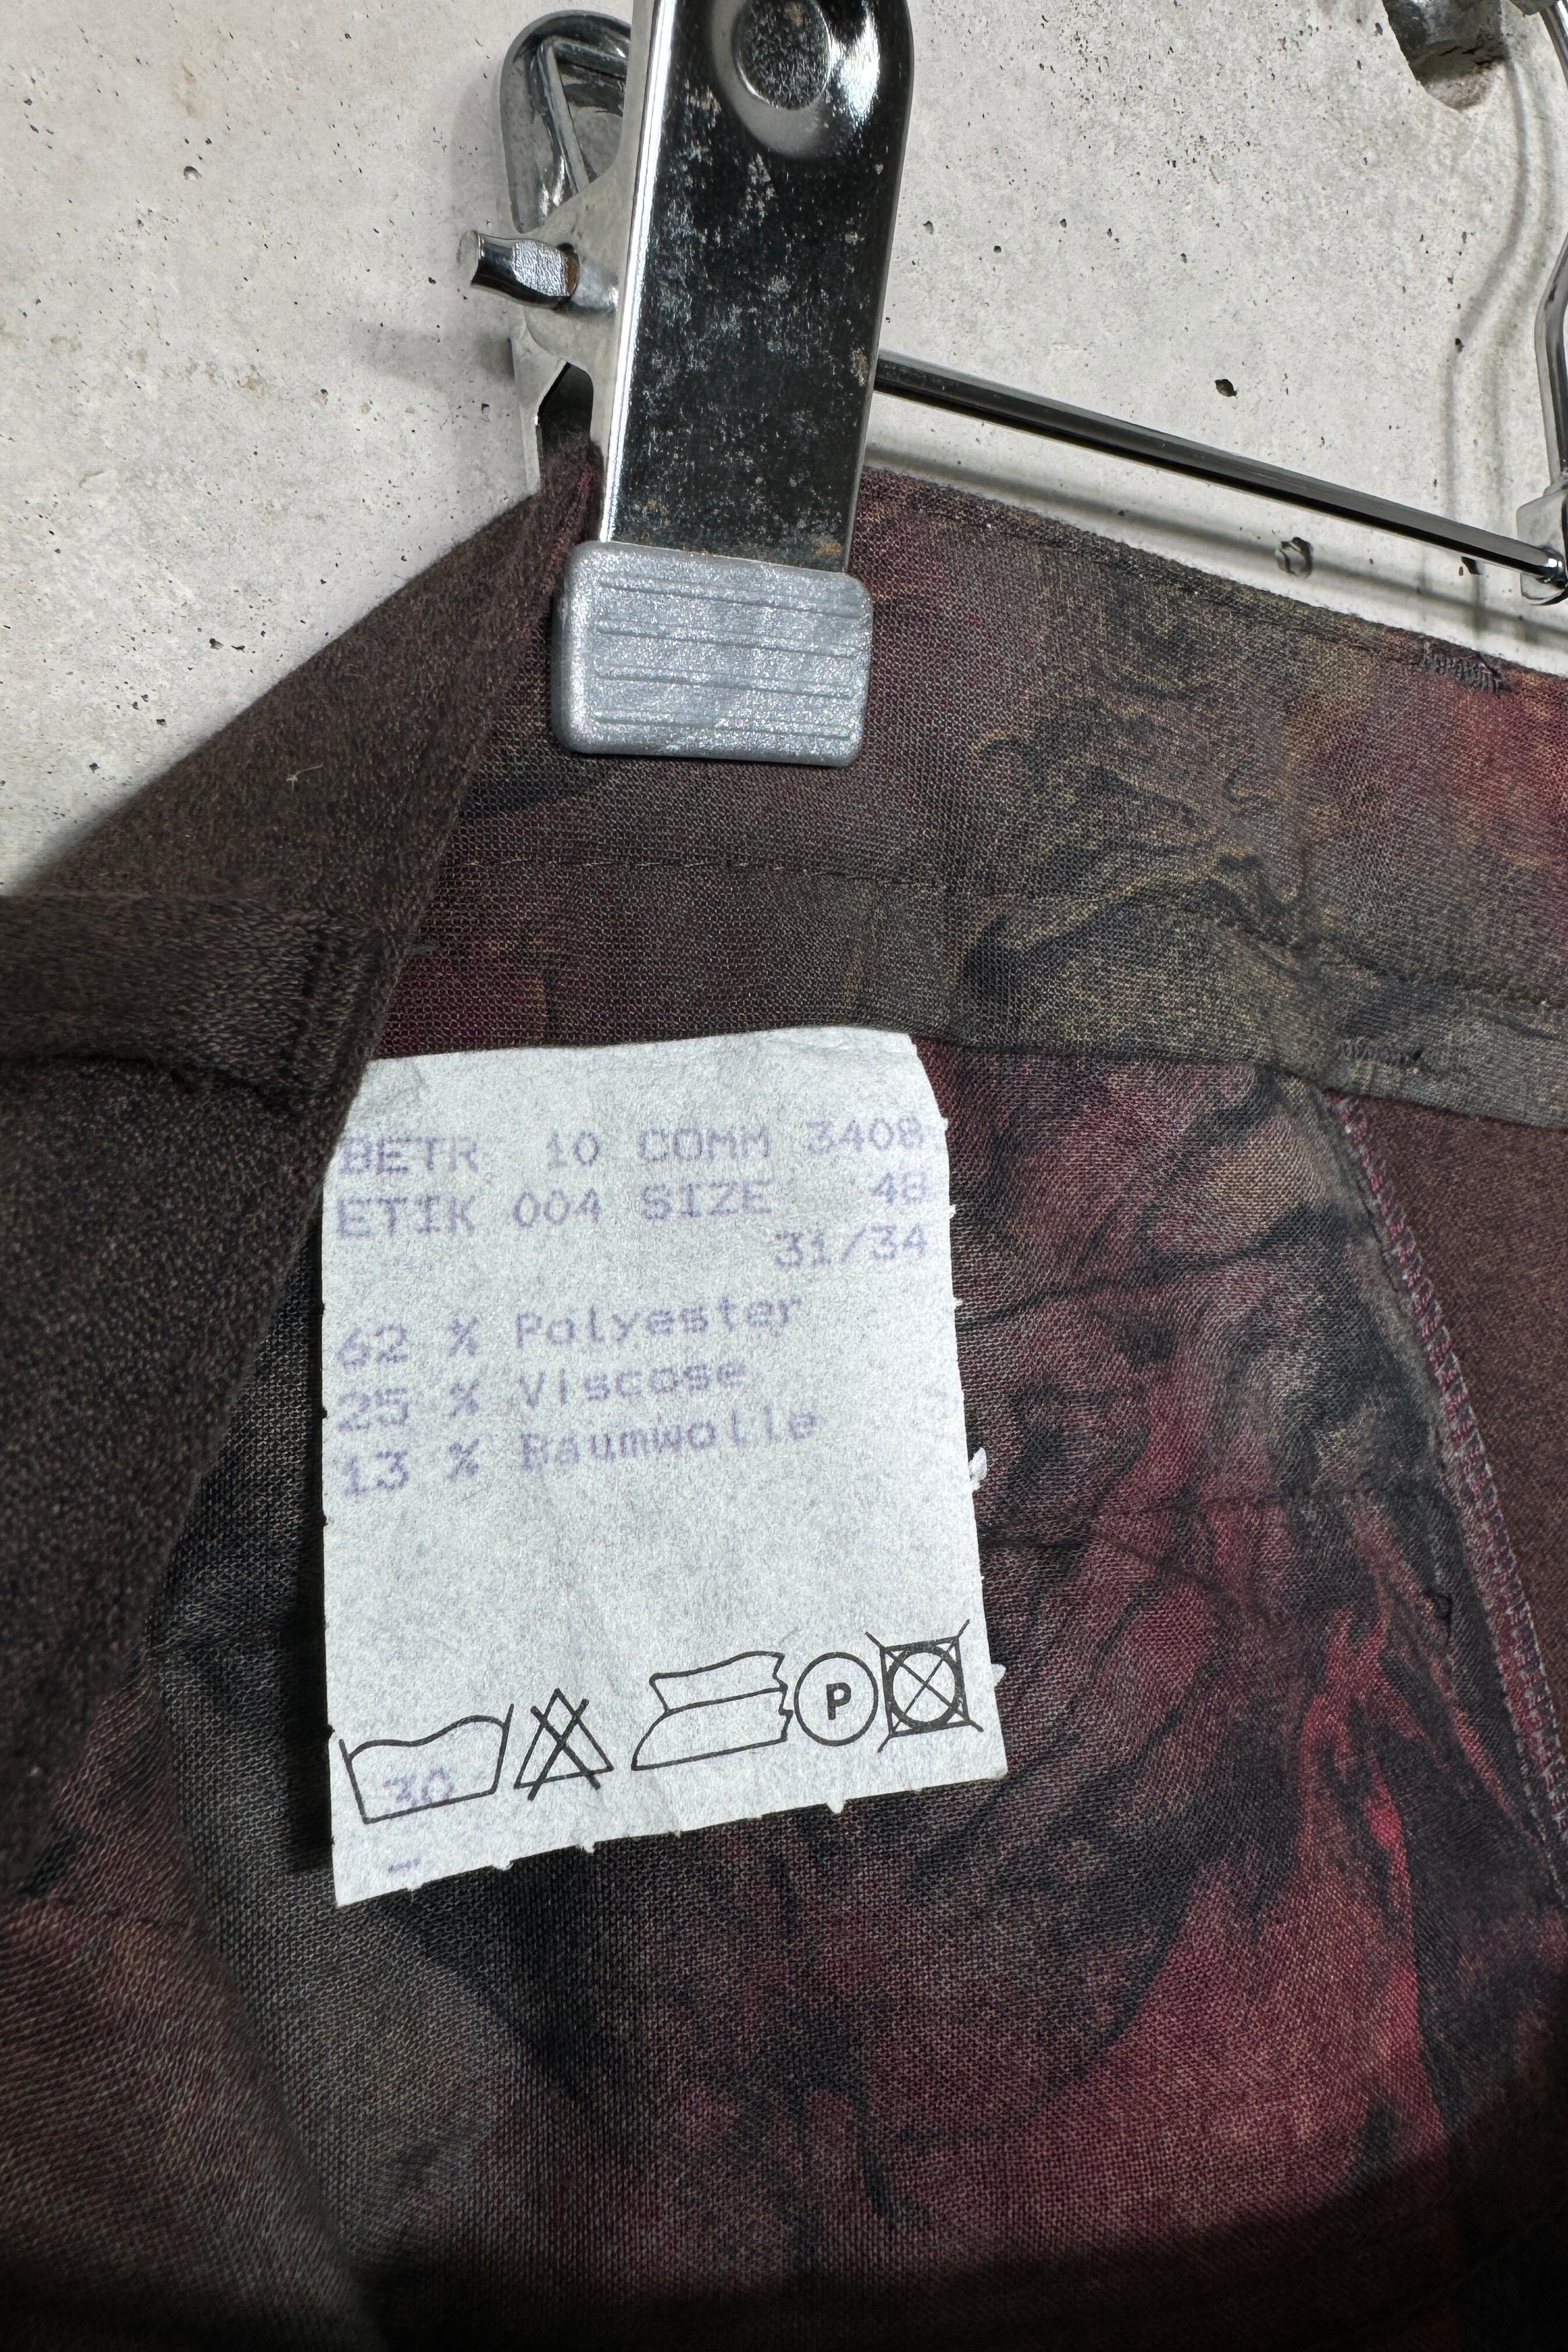 BETR 10 COMM 3408
ETIK 004 SIZE 48
31/34
62 % Polyester
25 % Viscose
13 % Baumwolle
30
P